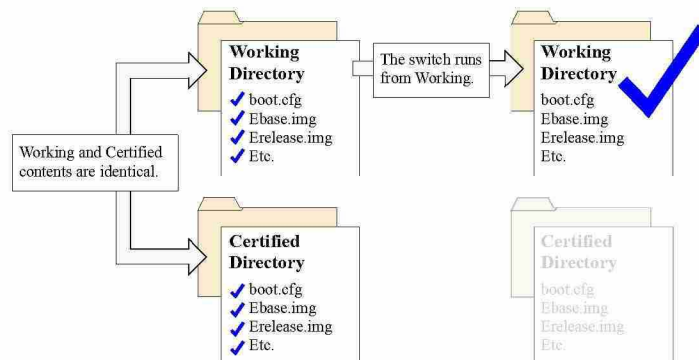 Working
Directory
boot.cfg
Ebase.img
Erelease.img
Etc.
The switch runs
from Working.
Working
Directory
boot.cfg
Ebase.img
Erelease.img
Etc.
Working and Certified
contents are identical.
Certified
Directory
boot.cfg
Ebase.img
Erelease.img
Etc.
Certified
Directory
boot.cfg
Ebase.img
Erelease.img
Etc.